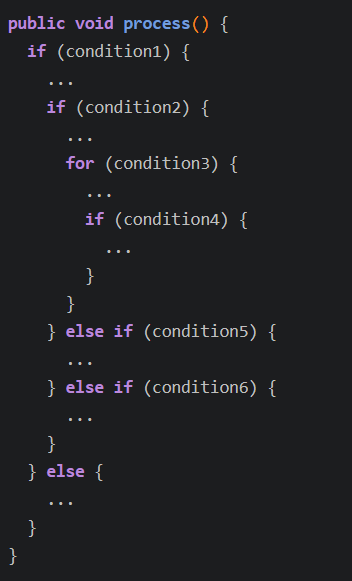 public void process() {
  if (condition1) {
    ...
    if (condition2) {
      ...
      for (condition3) {
        ...
        if (condition4) {
          ...
        }
      }
    } else if (condition5) {
      ...
    } else if (condition6) {
      ...
    }
  } else {
    ...
  }
}